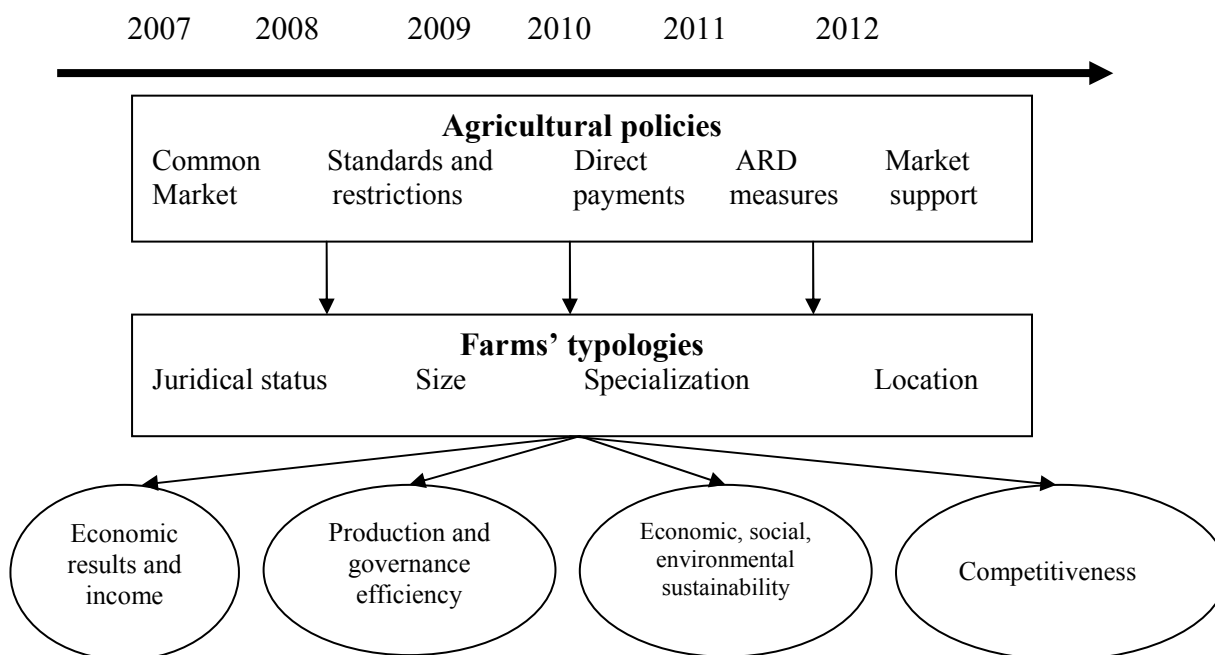 2007 2008 2009 2010 2011 2012
Agricultural policies
Common Standards and Direct ARD Market
Market restrictions payments measures support
Farms’ typologies
Juridical status Size Specialization Location
Economic
results and
income
Production and
governance
efficiency
Economic, social,
environmental
sustainability
Competitiveness